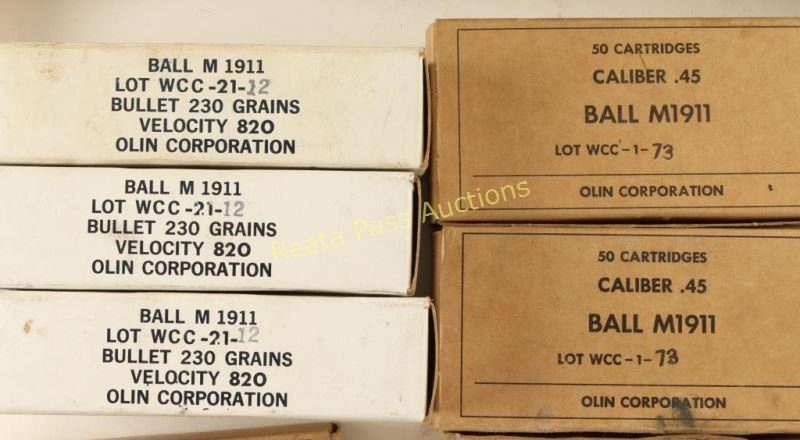 BALL M 1911
LOT WCC -21-12
BULLET 230 GRAINS
VELOCITY 820
OLIN CORPORATION
BALL M 1911
LOT WCC -21-12
BULLET 230 GRAINS
VELOCITY 820
OLIN CORPORATION
BALL M 1911
LOT WCC -21-12
BULLET 230 GRAINS
VELOCITY 820
OLIN CORPORATION
50 CARTRIDGES
CALIBER .45
BALL M1911
LOT WCC -1-73
OLIN CORPORATION
50 CARTRIDGES
CALIBER .45
BALL M1911
LOT WCC -1-73
OLIN CORPORATION
Reata Pass Auctions